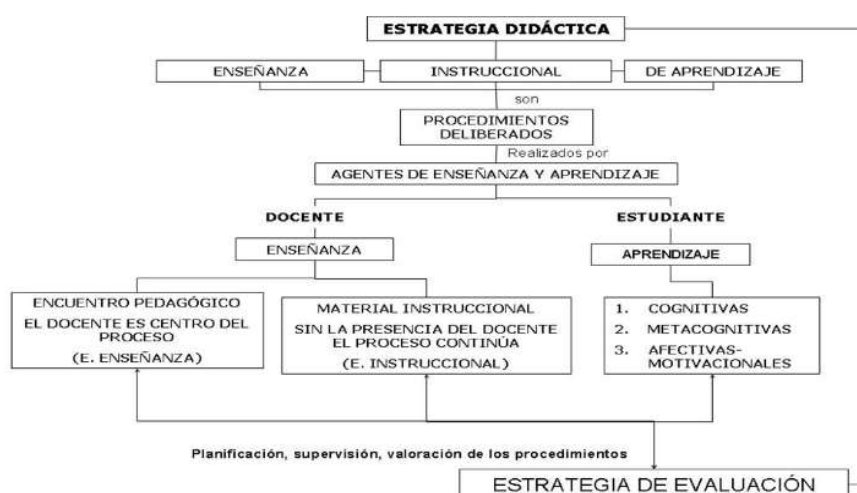 ESTRATEGIA DIDÁCTICA
ENSEÑANZA
INSTRUCCIONAL
DE APRENDIZAJE
son
PROCEDIMIENTOS
DELIBERADOS
Realizados por
AGENTES DE ENSEÑANZA Y APRENDIZAJE
DOCENTE
ESTUDIANTE
ENSEÑANZA
APRENDIZAJE
ENCUENTRO PEDAGÓGICO
EL DOCENTE ES CENTRO DEL
PROCESO
(E. ENSEÑANZA)
MATERIAL INSTRUCCIONAL
SIN LA PRESENCIA DEL DOCENTE
EL PROCESO CONTINÚA
(E. INSTRUCCIONAL)
1. COGNITIVAS
2. METACOGNITIVAS
3. AFECTIVAS-
MOTIVACIONALES
Planificación, supervisión, valoración de los procedimientos
ESTRATEGIA DE EVALUACIÓN